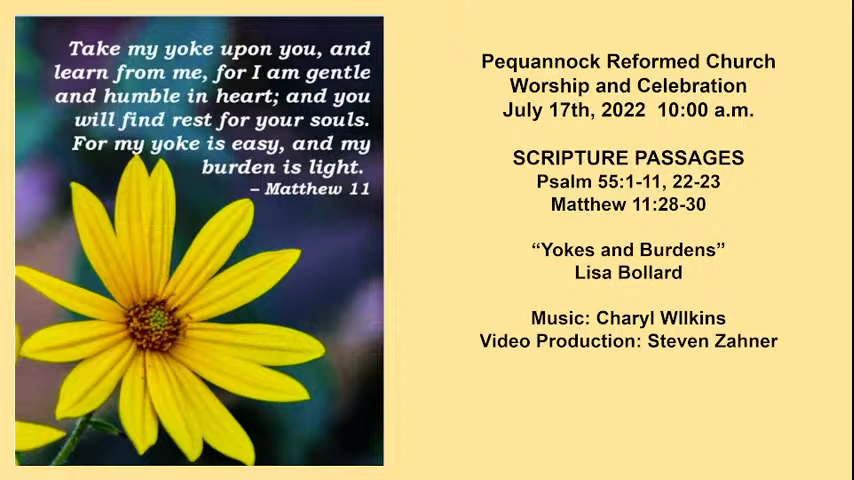 Take my yoke upon you, and
learn from me, for I am gentle
and humble in heart; and you
will find rest for your souls.
For my yoke is easy, and my
burden is light.
– Matthew 11
Pequannock Reformed Church
Worship and Celebration
July 17th, 2022  10:00 a.m.
SCRIPTURE PASSAGES
Psalm 55:1-11, 22-23
Matthew 11:28-30
“Yokes and Burdens”
Lisa Bollard
Music: Charyl WIlkins
Video Production: Steven Zahner